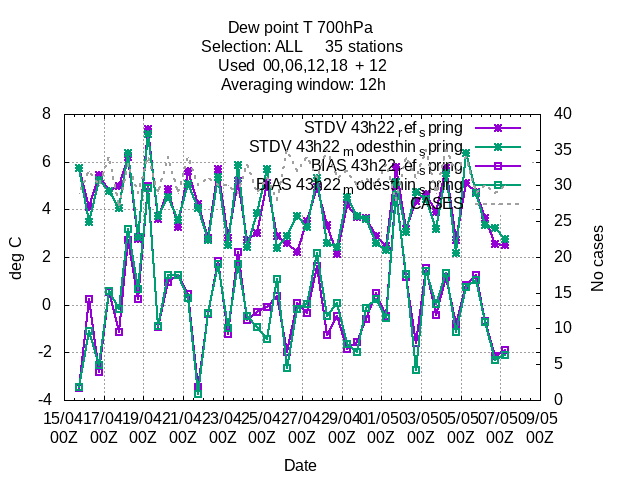 Dew point T 700hPa
Selection: ALL 35 stations
Used 00,06,12,18 + 12
Averaging window: 12h
STDV 43h22_ref_spring
STDV 43h22_modesthin_spring
BIAS 43h22_ref_spring
BIAS 43h22_modesthin_spring
CASES
deg C
8
6
4
2
0
-2
-4
No cases
40
35
30
25
20
15
10
5
0
15/04 17/04 19/04 21/04 23/04 25/04 27/04 29/04 01/05 03/05 05/05 07/05 09/05
00Z 00Z 00Z 00Z 00Z 00Z 00Z 00Z 00Z 00Z 00Z 00Z 00Z
Date